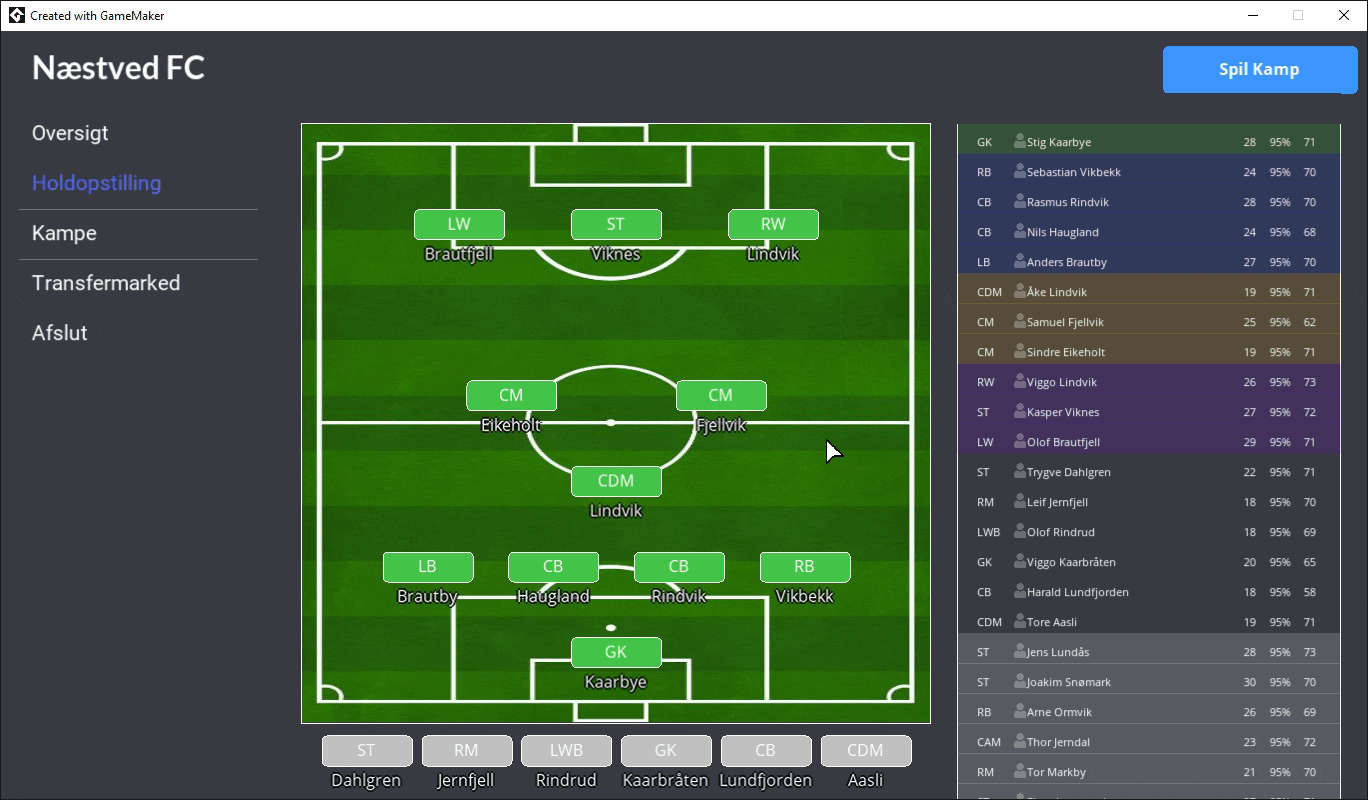 Created with GameMaker
Næstved FC
Spil Kamp
Oversigt
Holdopstilling
Kampe
Transfermarked
Afslut
LW ST RW
Brautfjell Viknes Lindvik
CM CM
Eikeholt Fjellvik
CDM
Lindvik
LB CB CB RB
Brautby Haugland Rindvik Vikbekk
GK
Kaarbye
ST RM LWB GK CB CDM
Dahlgren Jernfjell Rindrud Kaarbråten Lundfjorden Aasli
GK Stig Kaarbye 28 95% 71
RB Sebastian Vikbekk 24 95% 70
CB Rasmus Rindvik 28 95% 70
CB Nils Haugland 24 95% 68
LB Anders Brautby 27 95% 70
CDM Åke Lindvik 19 95% 71
CM Samuel Fjellvik 25 95% 62
CM Sindre Eikeholt 19 95% 71
RW Viggo Lindvik 26 95% 73
ST Kasper Viknes 27 95% 72
LW Olof Brautfjell 29 95% 71
ST Trygve Dahlgren 22 95% 71
RM Leif Jernfjell 18 95% 70
LWB Olof Rindrud 18 95% 69
GK Viggo Kaarbråten 20 95% 65
CB Harald Lundfjorden 18 95% 58
CDM Tore Aasli 19 95% 71
ST Jens Lundås 28 95% 73
ST Joakim Snømark 30 95% 70
RB Arne Ormvik 26 95% 69
CAM Thor Jerndal 23 95% 72
RM Tor Markby 21 95% 70